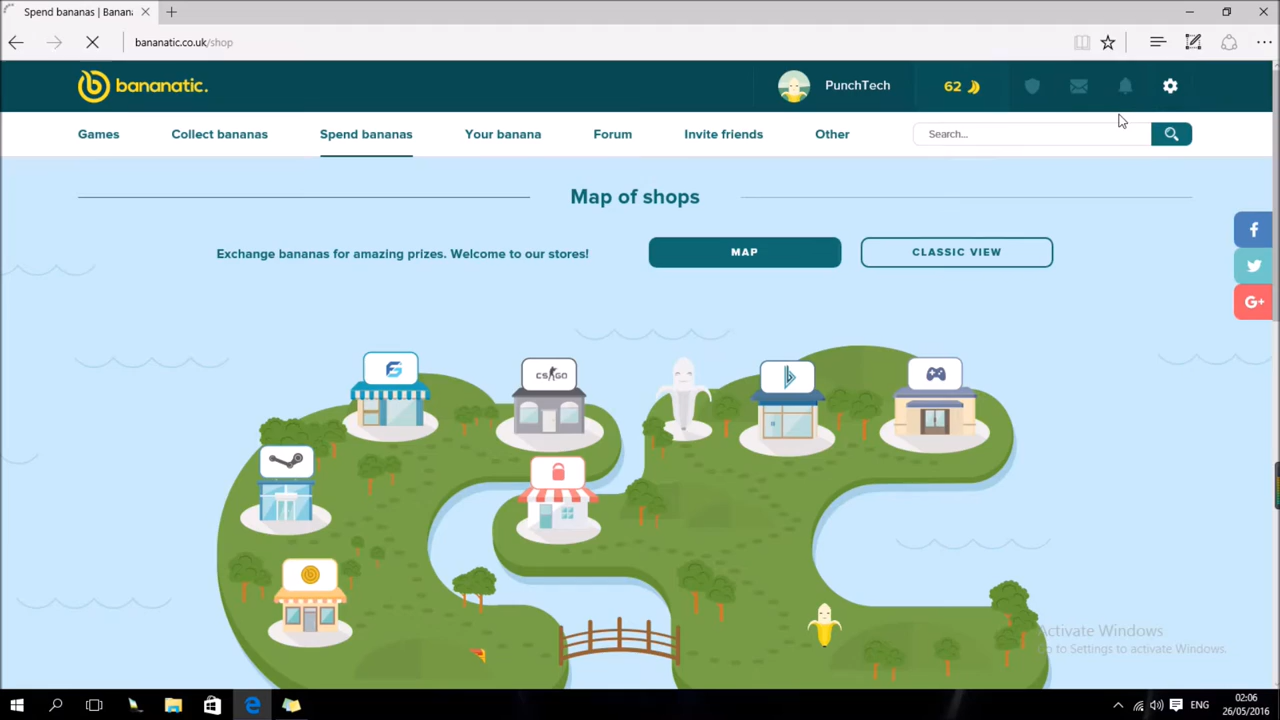 Spend bananas | Banan
bananatic.co.uk/shop
bananatic.
PunchTech
62
Games
Collect bananas
Spend bananas
Your banana
Forum
Invite friends
Other
Search...
Map of shops
Exchange bananas for amazing prizes. Welcome to our stores!
MAP
CLASSIC VIEW
f
G+
CS GO
Activate Windows
Go to Settings to activate Windows.
ENG
02:06
26/05/2016